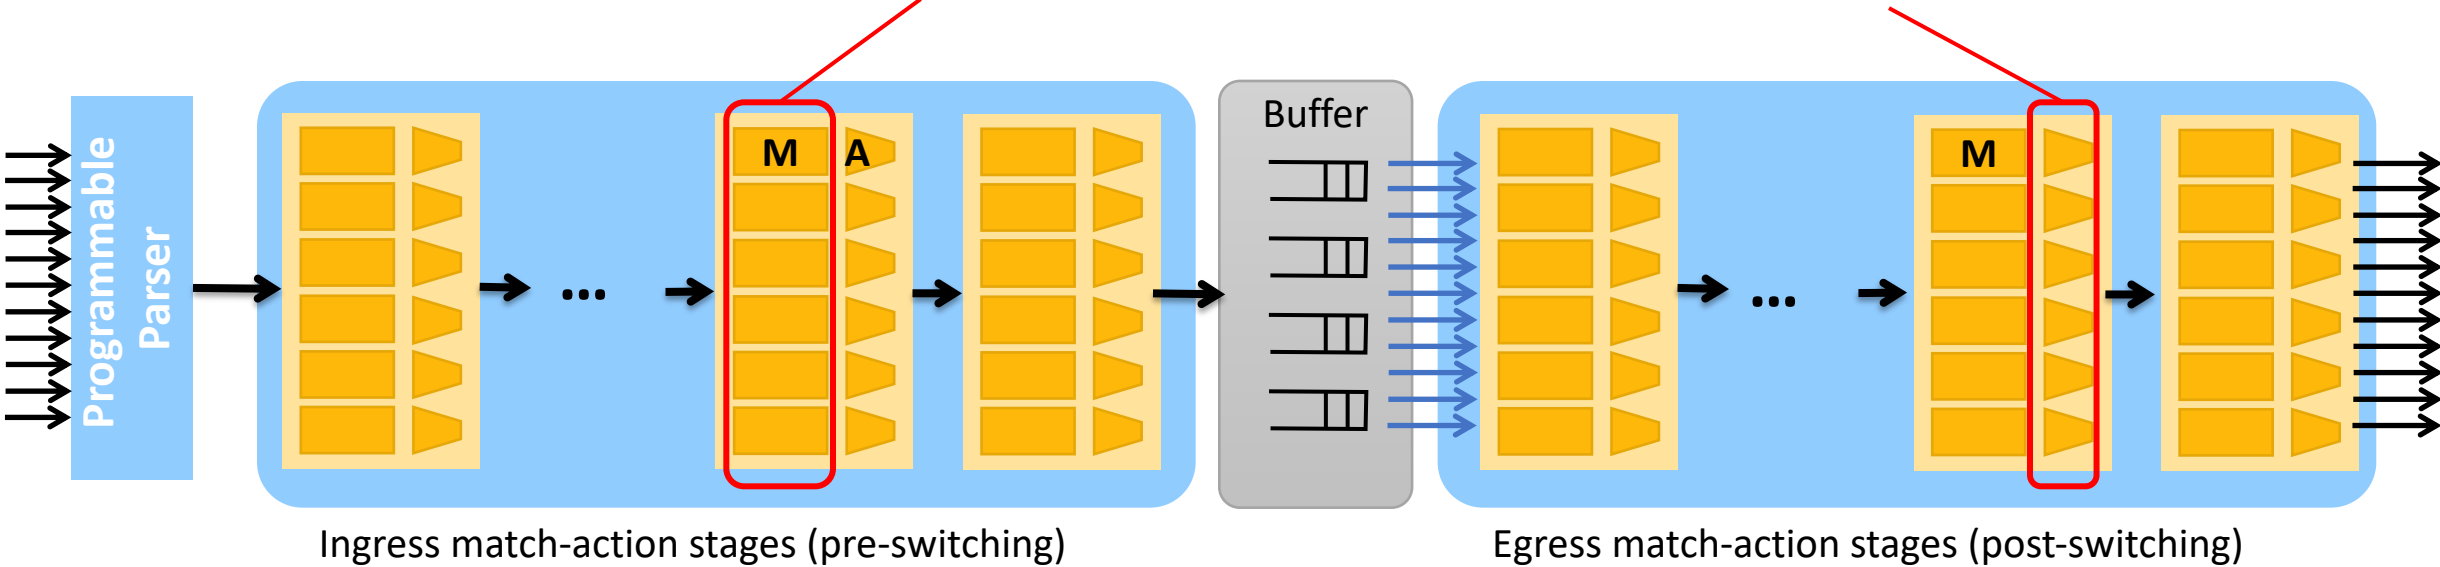 Programmable
Parser
...
M
A
Buffer
...
M
Ingress match-action stages (pre-switching)
Egress match-action stages (post-switching)